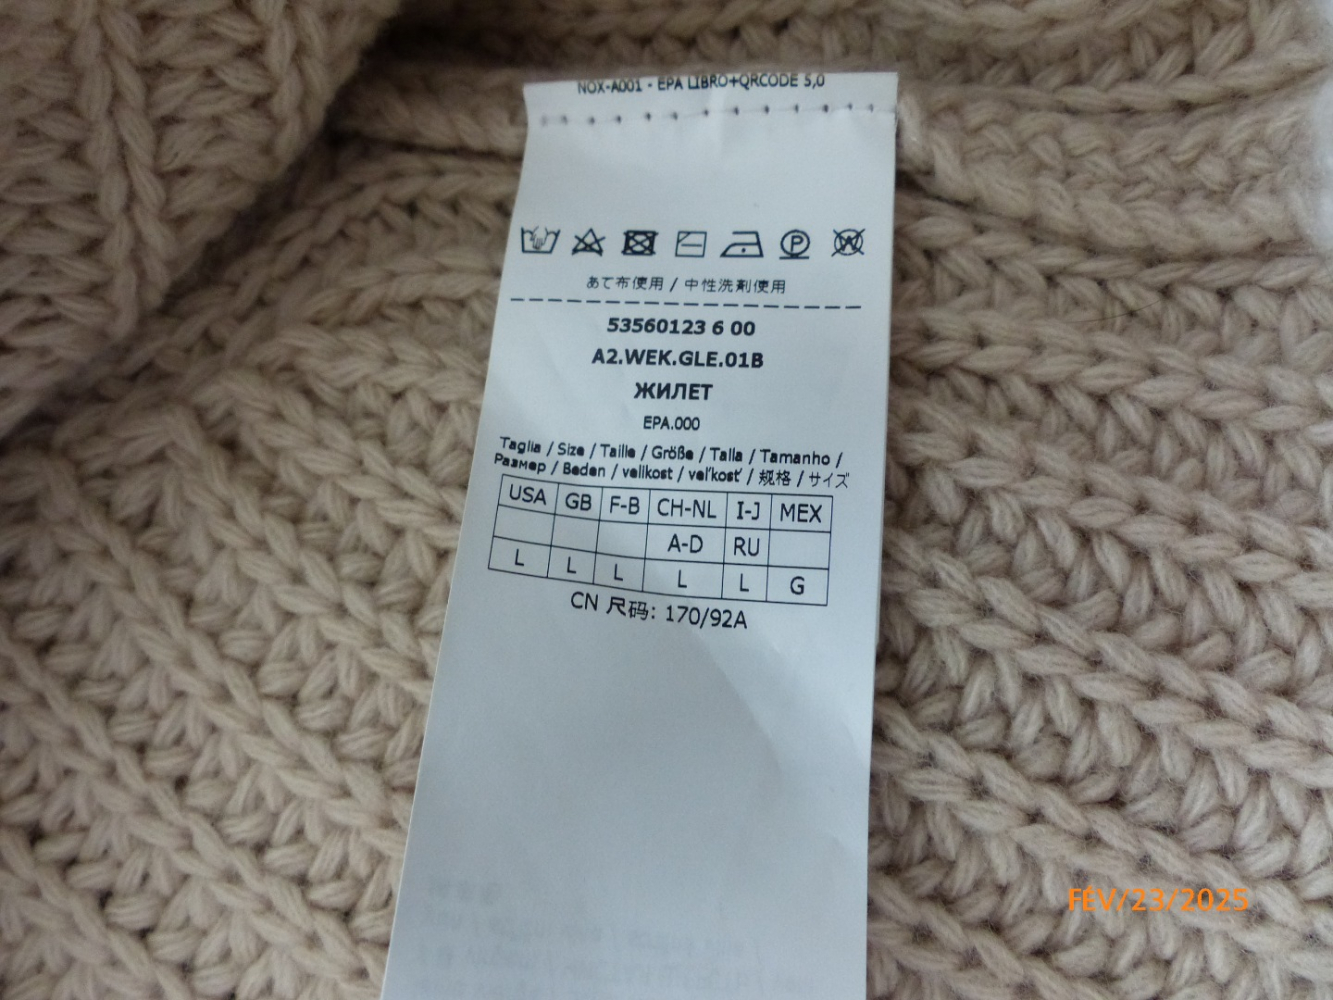 NOX-A001 - EPA LIBRO+QRCODE 5,0
P W
あて布使用 / 中性洗剤使用
53560123 6 00
A2.WEK.GLE.01B
ЖИЛЕТ
EPA.000
Taglia / Size / Taille / Größe / Talla / Tamanho /
Размер / Beden / velikost / veľkosť / 规格 / サイズ
USA GB F-B CH-NL I-J MEX
A-D RU
L L L L L G
CN 尺码: 170/92A
FÉV/23/2025